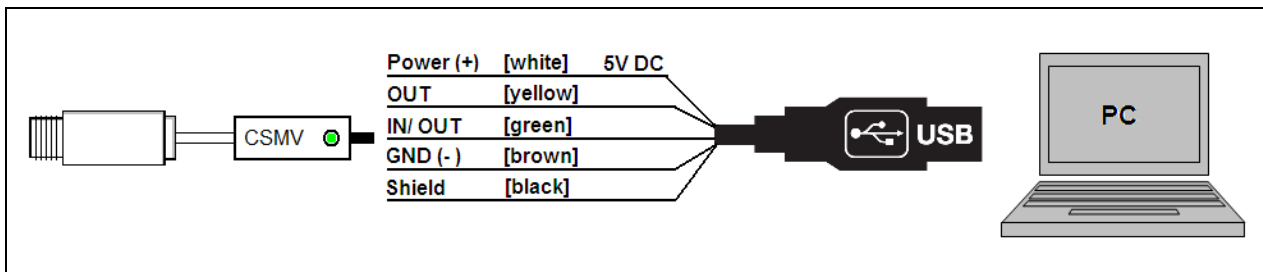 Power (+) [white] 5V DC
OUT [yellow]
IN/ OUT [green]
GND (-) [brown]
Shield [black]
CSMV
USB
PC